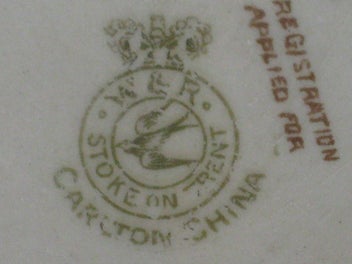 W & R
STOKE ON TRENT
CARLTON CHINA
REGISTRATION
APPLIED FOR